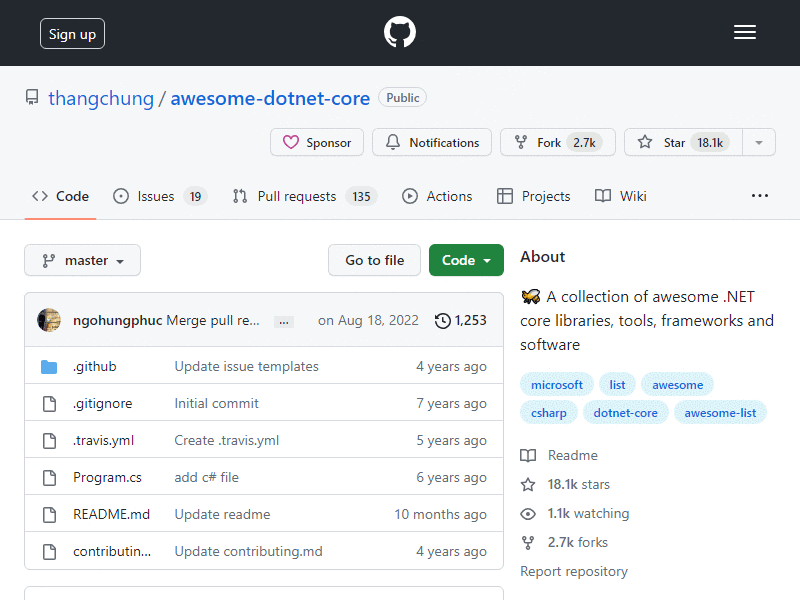 Sign up
thangchung / awesome-dotnet-core Public
Sponsor Notifications Fork 2.7k Star 18.1k
Code Issues 19 Pull requests 135 Actions Projects Wiki ...
master Go to file Code
ngohungphuc Merge pull re... ... on Aug 18, 2022 1,253
.github Update issue templates 4 years ago
.gitignore Initial commit 7 years ago
.travis.yml Create .travis.yml 5 years ago
Program.cs add c# file 6 years ago
README.md Update readme 10 months ago
contributin... Update contributing.md 4 years ago
About
A collection of awesome .NET
core libraries, tools, frameworks and
software
microsoft list awesome
csharp dotnet-core awesome-list
Readme
18.1k stars
1.1k watching
2.7k forks
Report repository